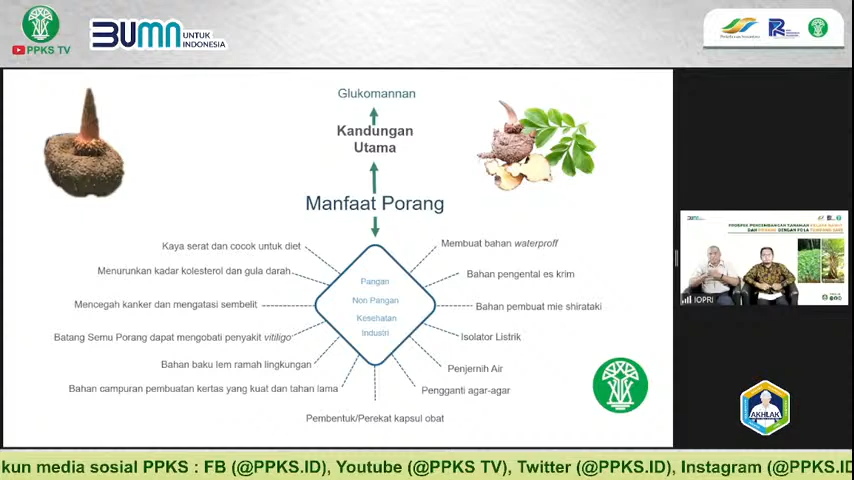 PPKS TV
BUMN
UNTUK
INDONESIA
Glukomannan
Kandungan
Utama
Manfaat Porang
Kaya serat dan cocok untuk diet
Menurunkan kadar kolesterol dan gula darah
Mencegah kanker dan mengatasi sembelit
Batang Semu Porang dapat mengobati penyakit vitiligo
Bahan baku lem ramah lingkungan
Bahan campuran pembuatan kertas yang kuat dan tahan lama
Pembentuk/Perekat kapsul obat
Pangan
Non Pangan
Kesehatan
Industri
Membuat bahan waterproff
Bahan pengental es krim
Bahan pembuat mie shirataki
Isolator Listrik
Penjernih Air
Pengganti agar-agar
IOPRI
AKHLAK
kun media sosial PPKS : FB (@PPKS.ID), Youtube (@PPKS TV), Twitter (@PPKS.ID), Instagram (@PPKS.ID